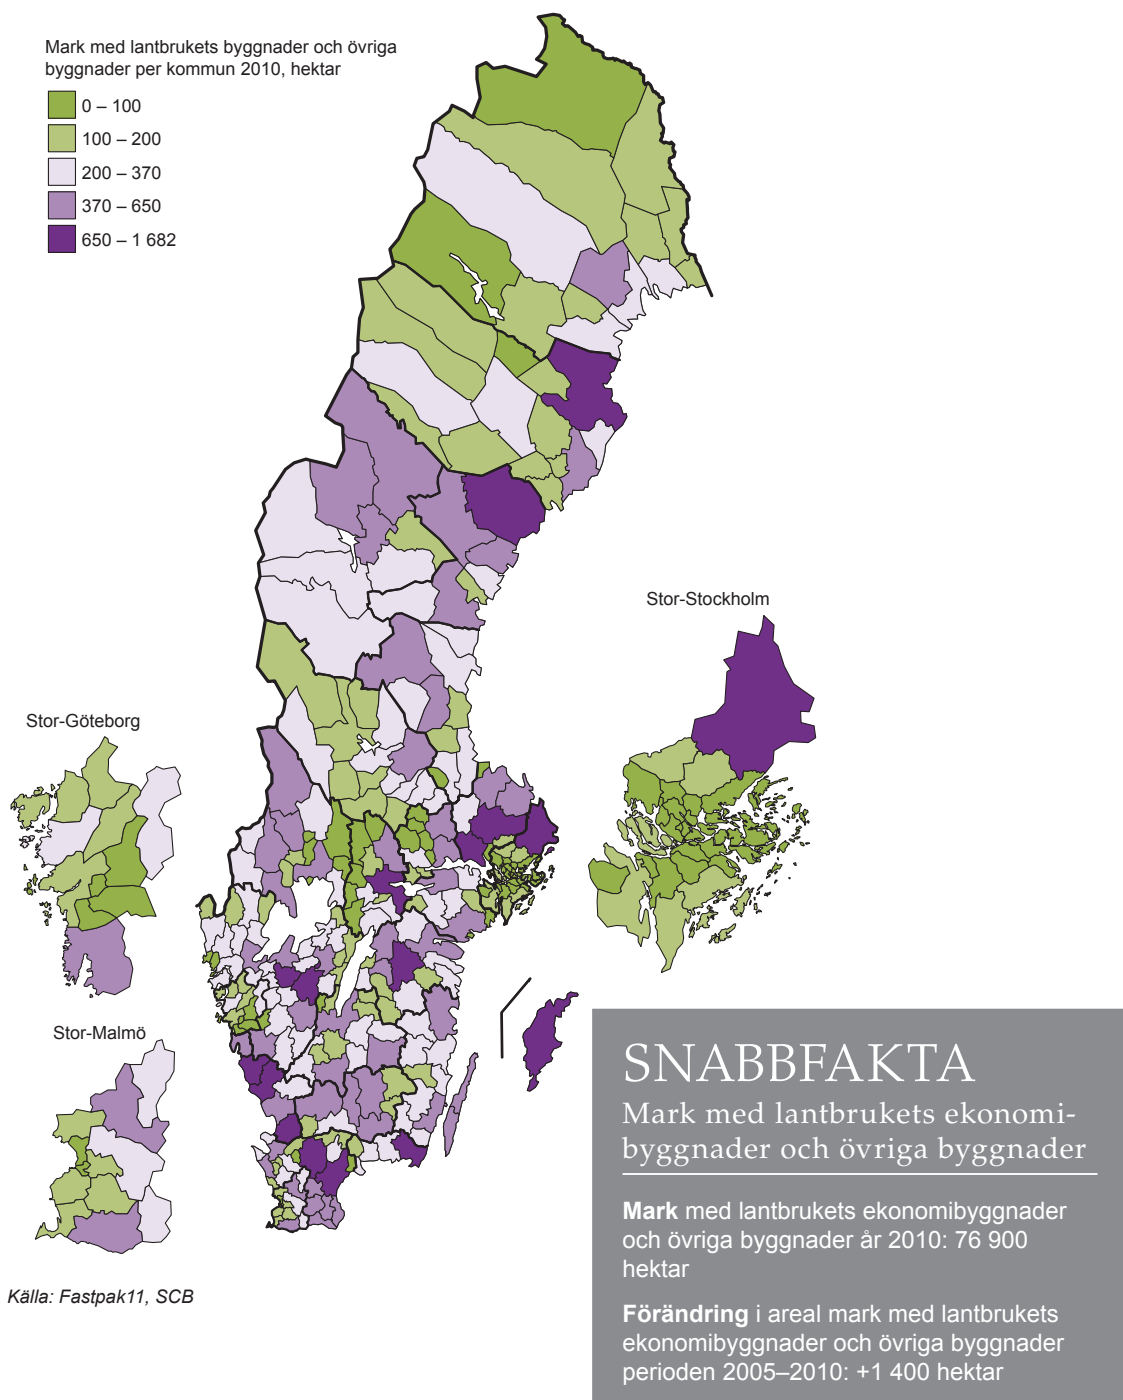 Mark med lantbrukets byggnader och övriga
byggnader per kommun 2010, hektar
0 – 100
100 – 200
200 – 370
370 – 650
650 – 1 682
Stor-Stockholm
Stor-Göteborg
Stor-Malmö
Källa: Fastpak11, SCB
SNABBFAKTA
Mark med lantbrukets ekonomi-
byggnader och övriga byggnader
Mark med lantbrukets ekonomibyggnader
och övriga byggnader år 2010: 76 900
hektar
Förändring i areal mark med lantbrukets
ekonomibyggnader och övriga byggnader
perioden 2005–2010: +1 400 hektar